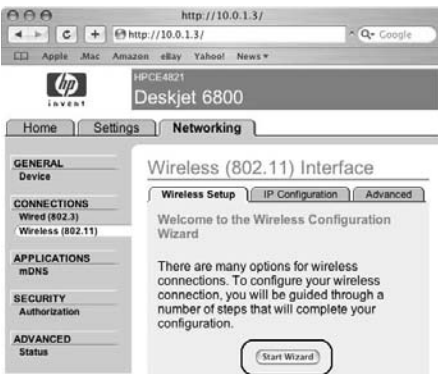 http://10.0.1.3/
http://10.0.1.3/
Google
Apple .Mac Amazon eBay Yahoo! News
hp
invent
HPCE4821
Deskjet 6800
Home Settings Networking
GENERAL
Device
CONNECTIONS
Wired (802.3)
Wireless (802.11)
APPLICATIONS
mDNS
SECURITY
Authorization
ADVANCED
Status
Wireless (802.11) Interface
Wireless Setup IP Configuration Advanced
Welcome to the Wireless Configuration
Wizard
There are many options for wireless
connections. To configure your wireless
connection, you will be guided through a
number of steps that will complete your
configuration.
Start Wizard